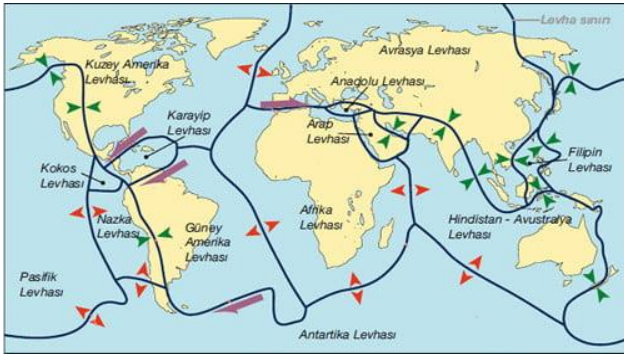 Levha sınırı
Kuzey Amerika
Levhası
Avrasya Levhası
Anadolu Levhası
Karayip
Levhası
Arap
Levhası
Kokos
Levhası
Filipin
Levhası
Nazka
Levhası
Güney
Amerika
Levhası
Afrika
Levhası
Hindistan - Avustralya
Levhası
Pasifik
Levhası
Antartika Levhası